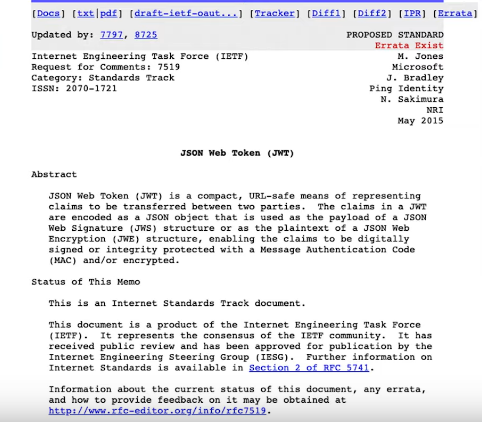 [Docs] [txt|pdf] [draft-ietf-oaut...] [Tracker] [Diff1] [Diff2] [IPR] [Errata]
Updated by: 7797, 8725 PROPOSED STANDARD
Errata Exist
Internet Engineering Task Force (IETF) M. Jones
Request for Comments: 7519 Microsoft
Category: Standards Track J. Bradley
ISSN: 2070-1721 Ping Identity
N. Sakimura
NRI
May 2015
JSON Web Token (JWT)
Abstract
JSON Web Token (JWT) is a compact, URL-safe means of representing
claims to be transferred between two parties. The claims in a JWT
are encoded as a JSON object that is used as the payload of a JSON
Web Signature (JWS) structure or as the plaintext of a JSON Web
Encryption (JWE) structure, enabling the claims to be digitally
signed or integrity protected with a Message Authentication Code
(MAC) and/or encrypted.
Status of This Memo
This is an Internet Standards Track document.
This document is a product of the Internet Engineering Task Force
(IETF). It represents the consensus of the IETF community. It has
received public review and has been approved for publication by the
Internet Engineering Steering Group (IESG). Further information on
Internet Standards is available in Section 2 of RFC 5741.
Information about the current status of this document, any errata,
and how to provide feedback on it may be obtained at
http://www.rfc-editor.org/info/rfc7519.